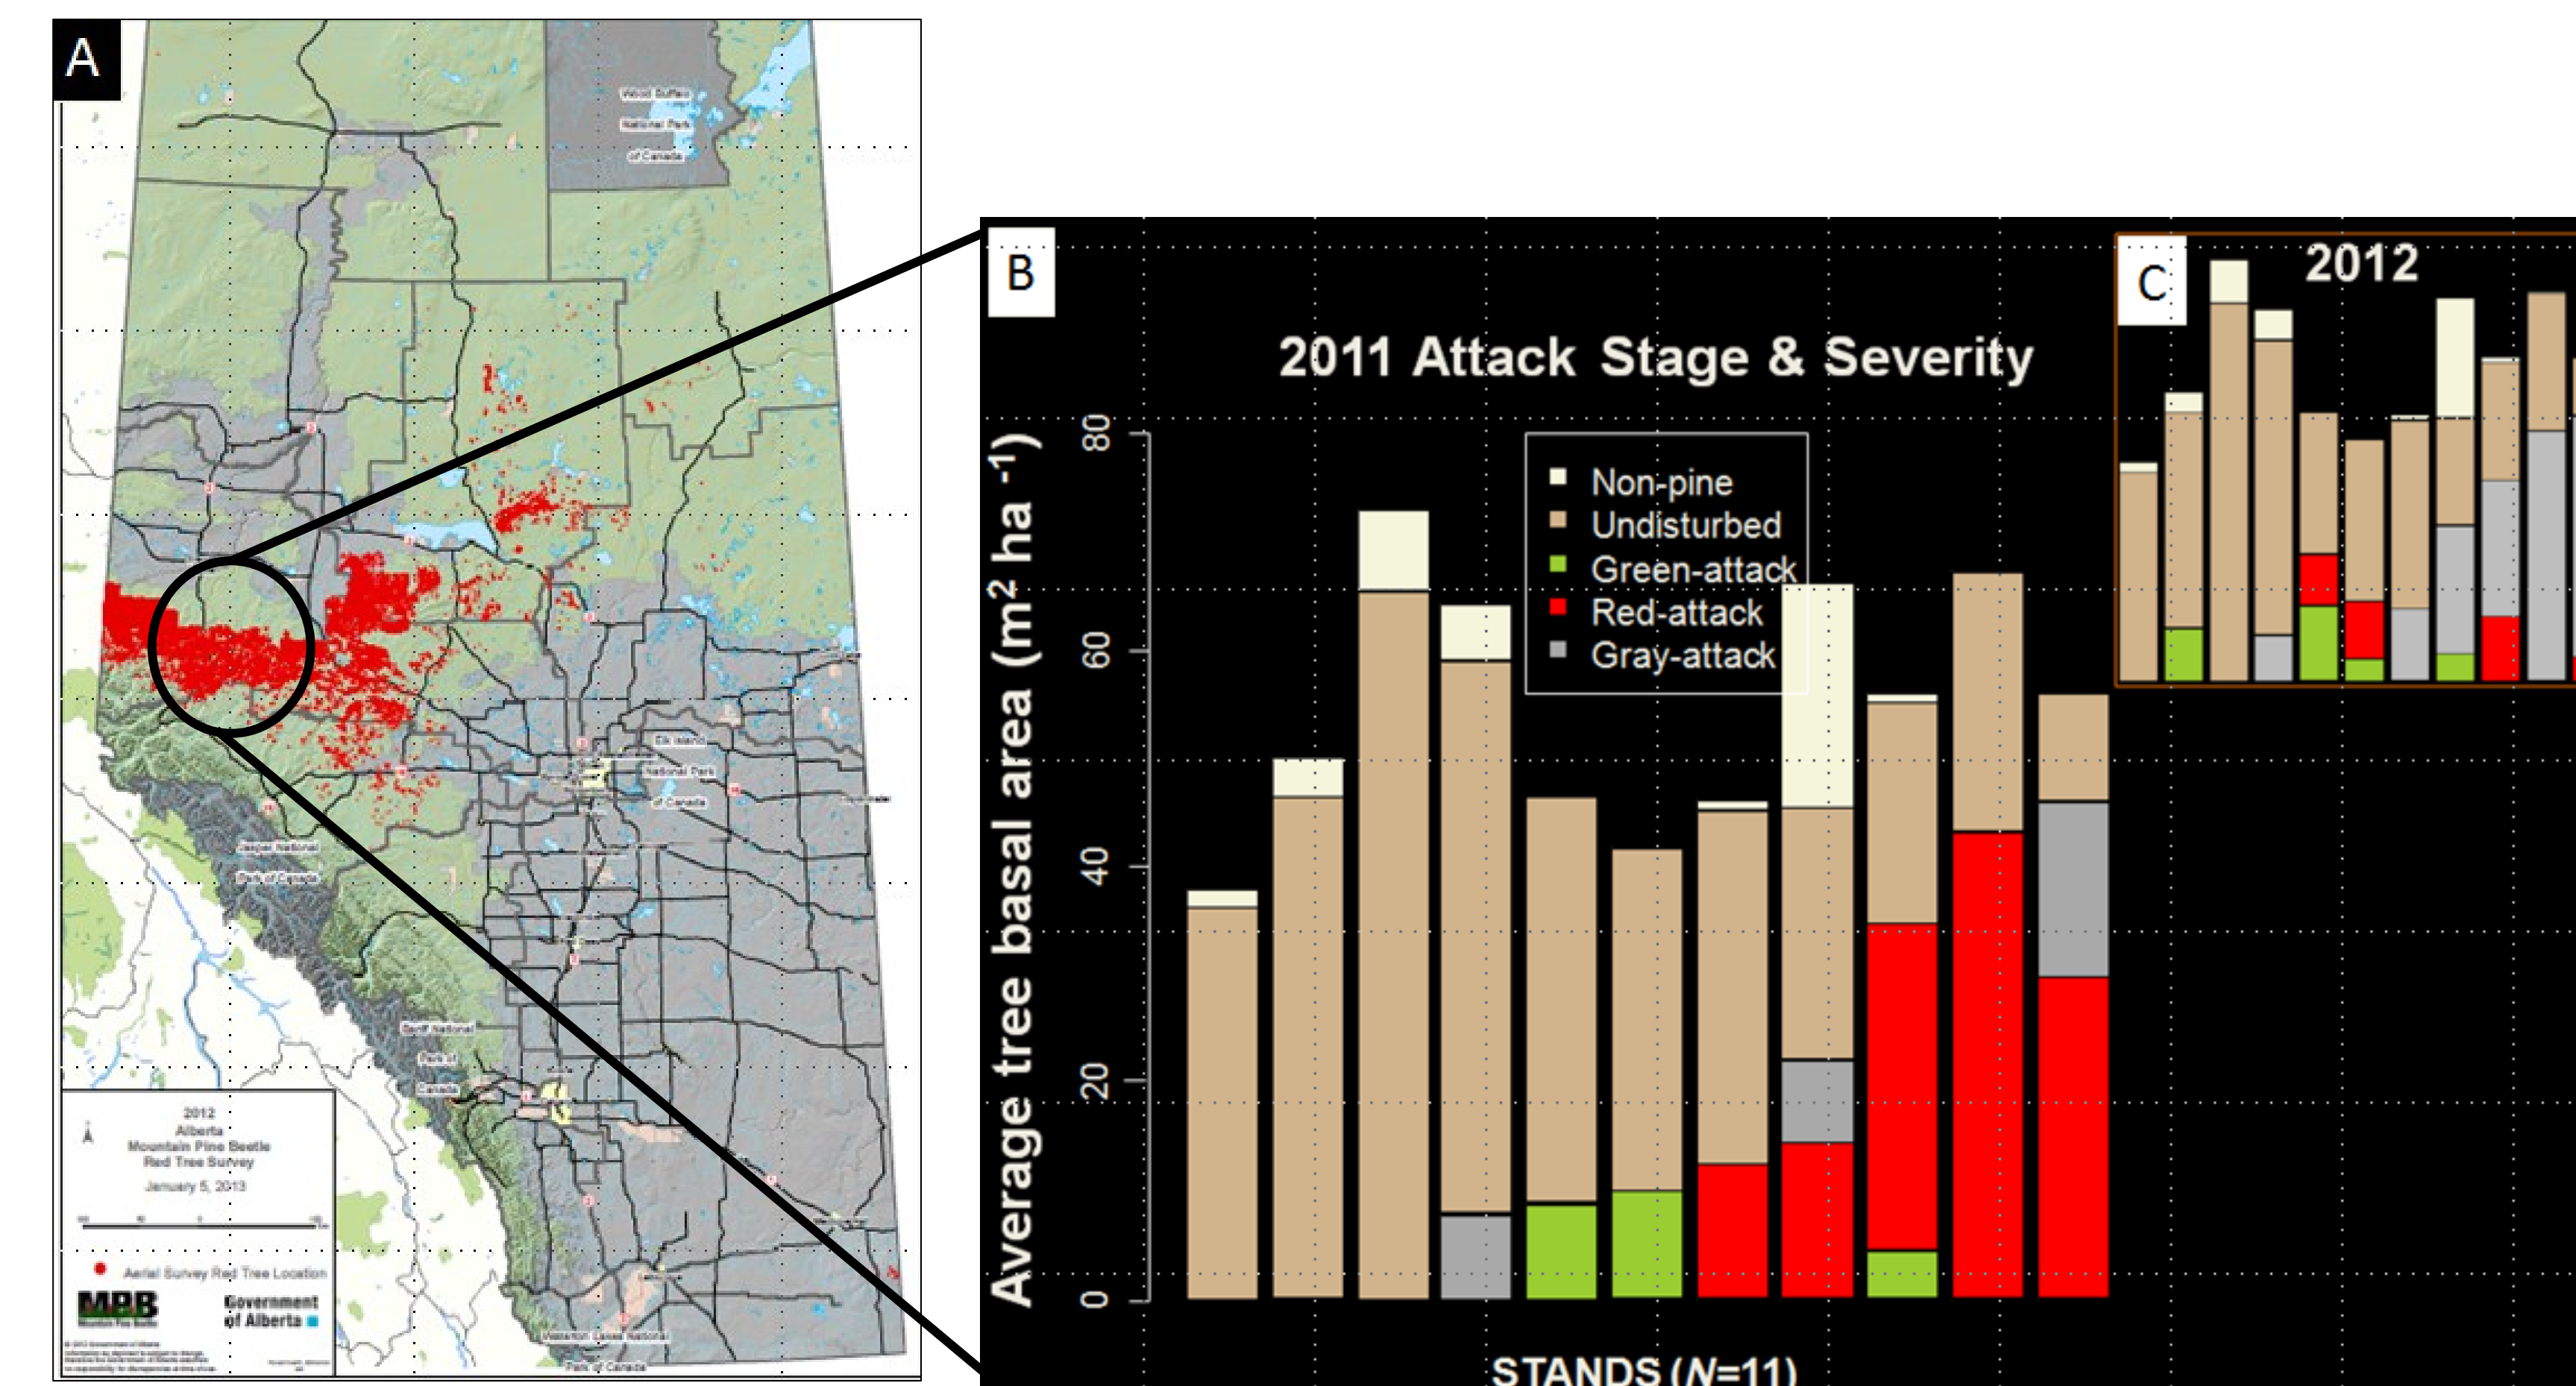 A
Wood Buffalo
National Park
of Canada
Elk Island
National Park
of Canada
Jasper National
Park of Canada
Banff National
Park of
Canada
Waterton Lakes National
Park of Canada
2012
Alberta
Mountain Pine Beetle
Red Tree Survey
January 5, 2013
Aerial Survey Red Tree Location
MPB
Mountain Pine Beetle
Government
of Alberta
B
2011 Attack Stage & Severity
Average tree basal area (m2 ha -1)
80
60
40
20
0
Non-pine
Undisturbed
Green-attack
Red-attack
Gray-attack
STANDS (N=11)
C
2012